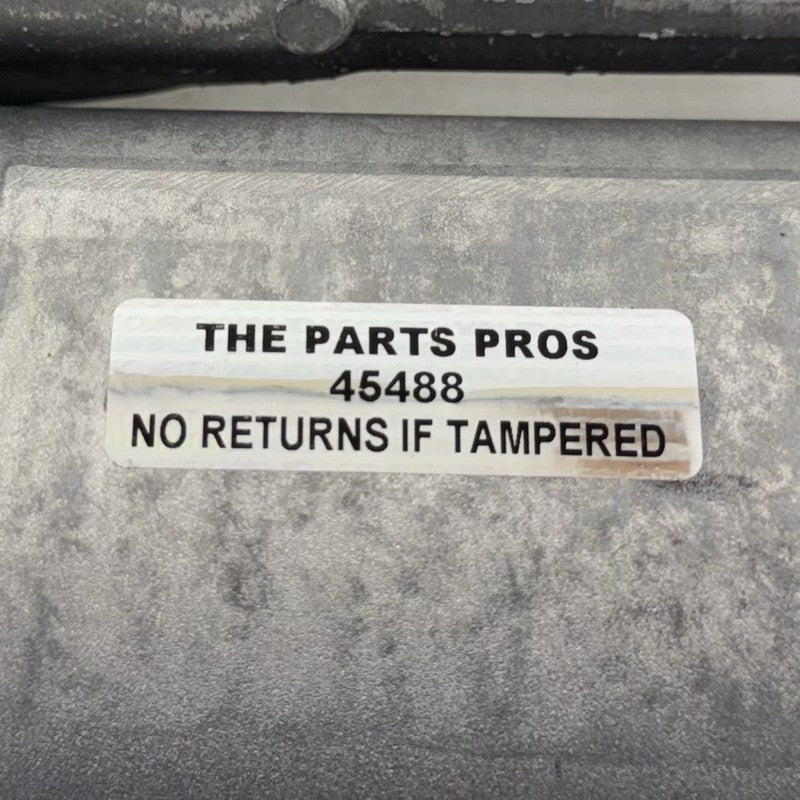 THE PARTS PROS
45488
NO RETURNS IF TAMPERED